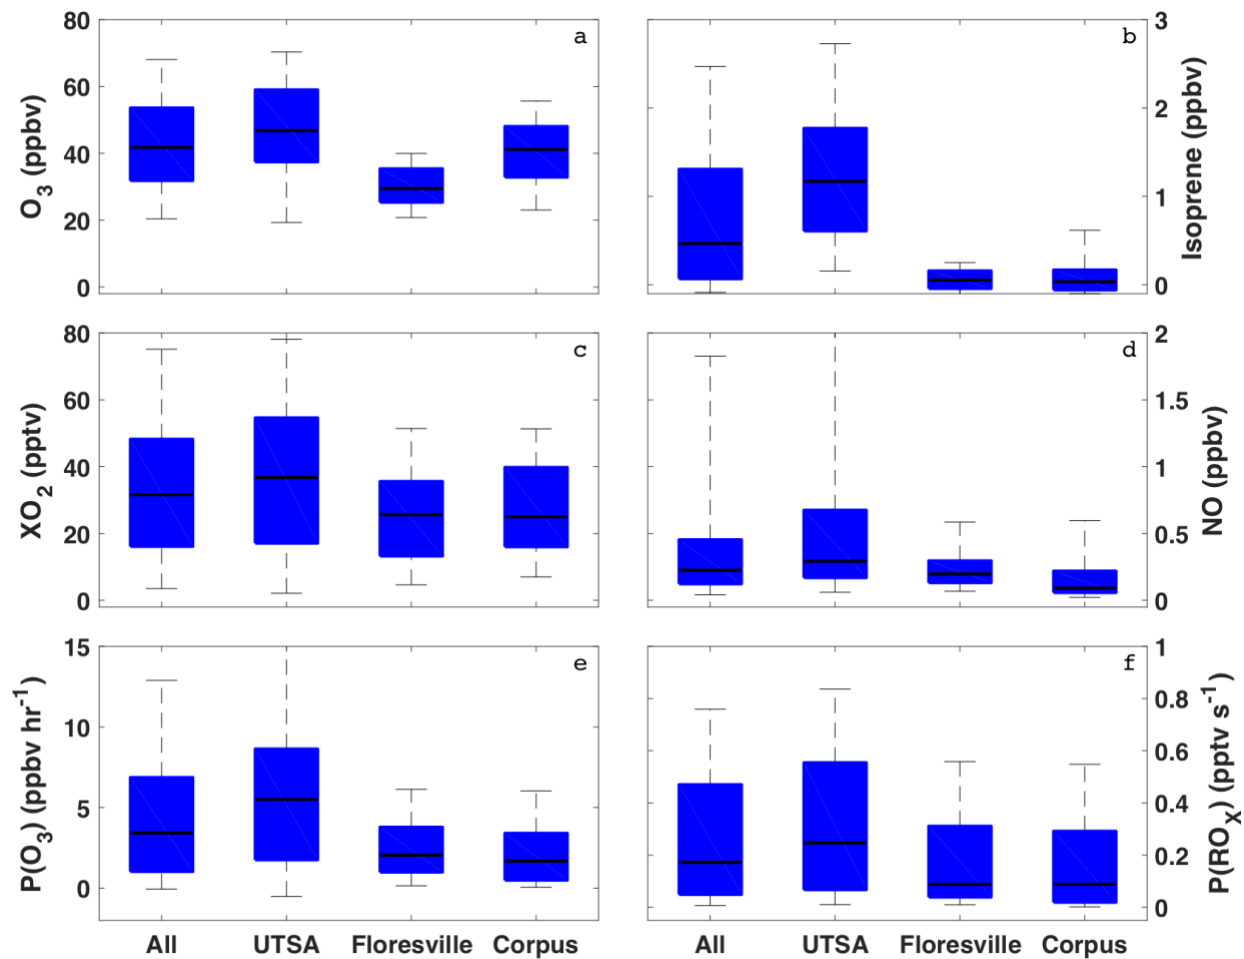 80
60
40
20
0
O3 (ppbv)
a
3
2
1
0
Isoprene (ppbv)
b
80
60
40
20
0
XO2 (pptv)
c
2
1.5
1
0.5
0
NO (ppbv)
d
15
10
5
0
P(O3) (ppbv hr-1)
e
1
0.8
0.6
0.4
0.2
0
P(ROX) (pptv s-1)
f
All UTSA Floresville Corpus
All UTSA Floresville Corpus